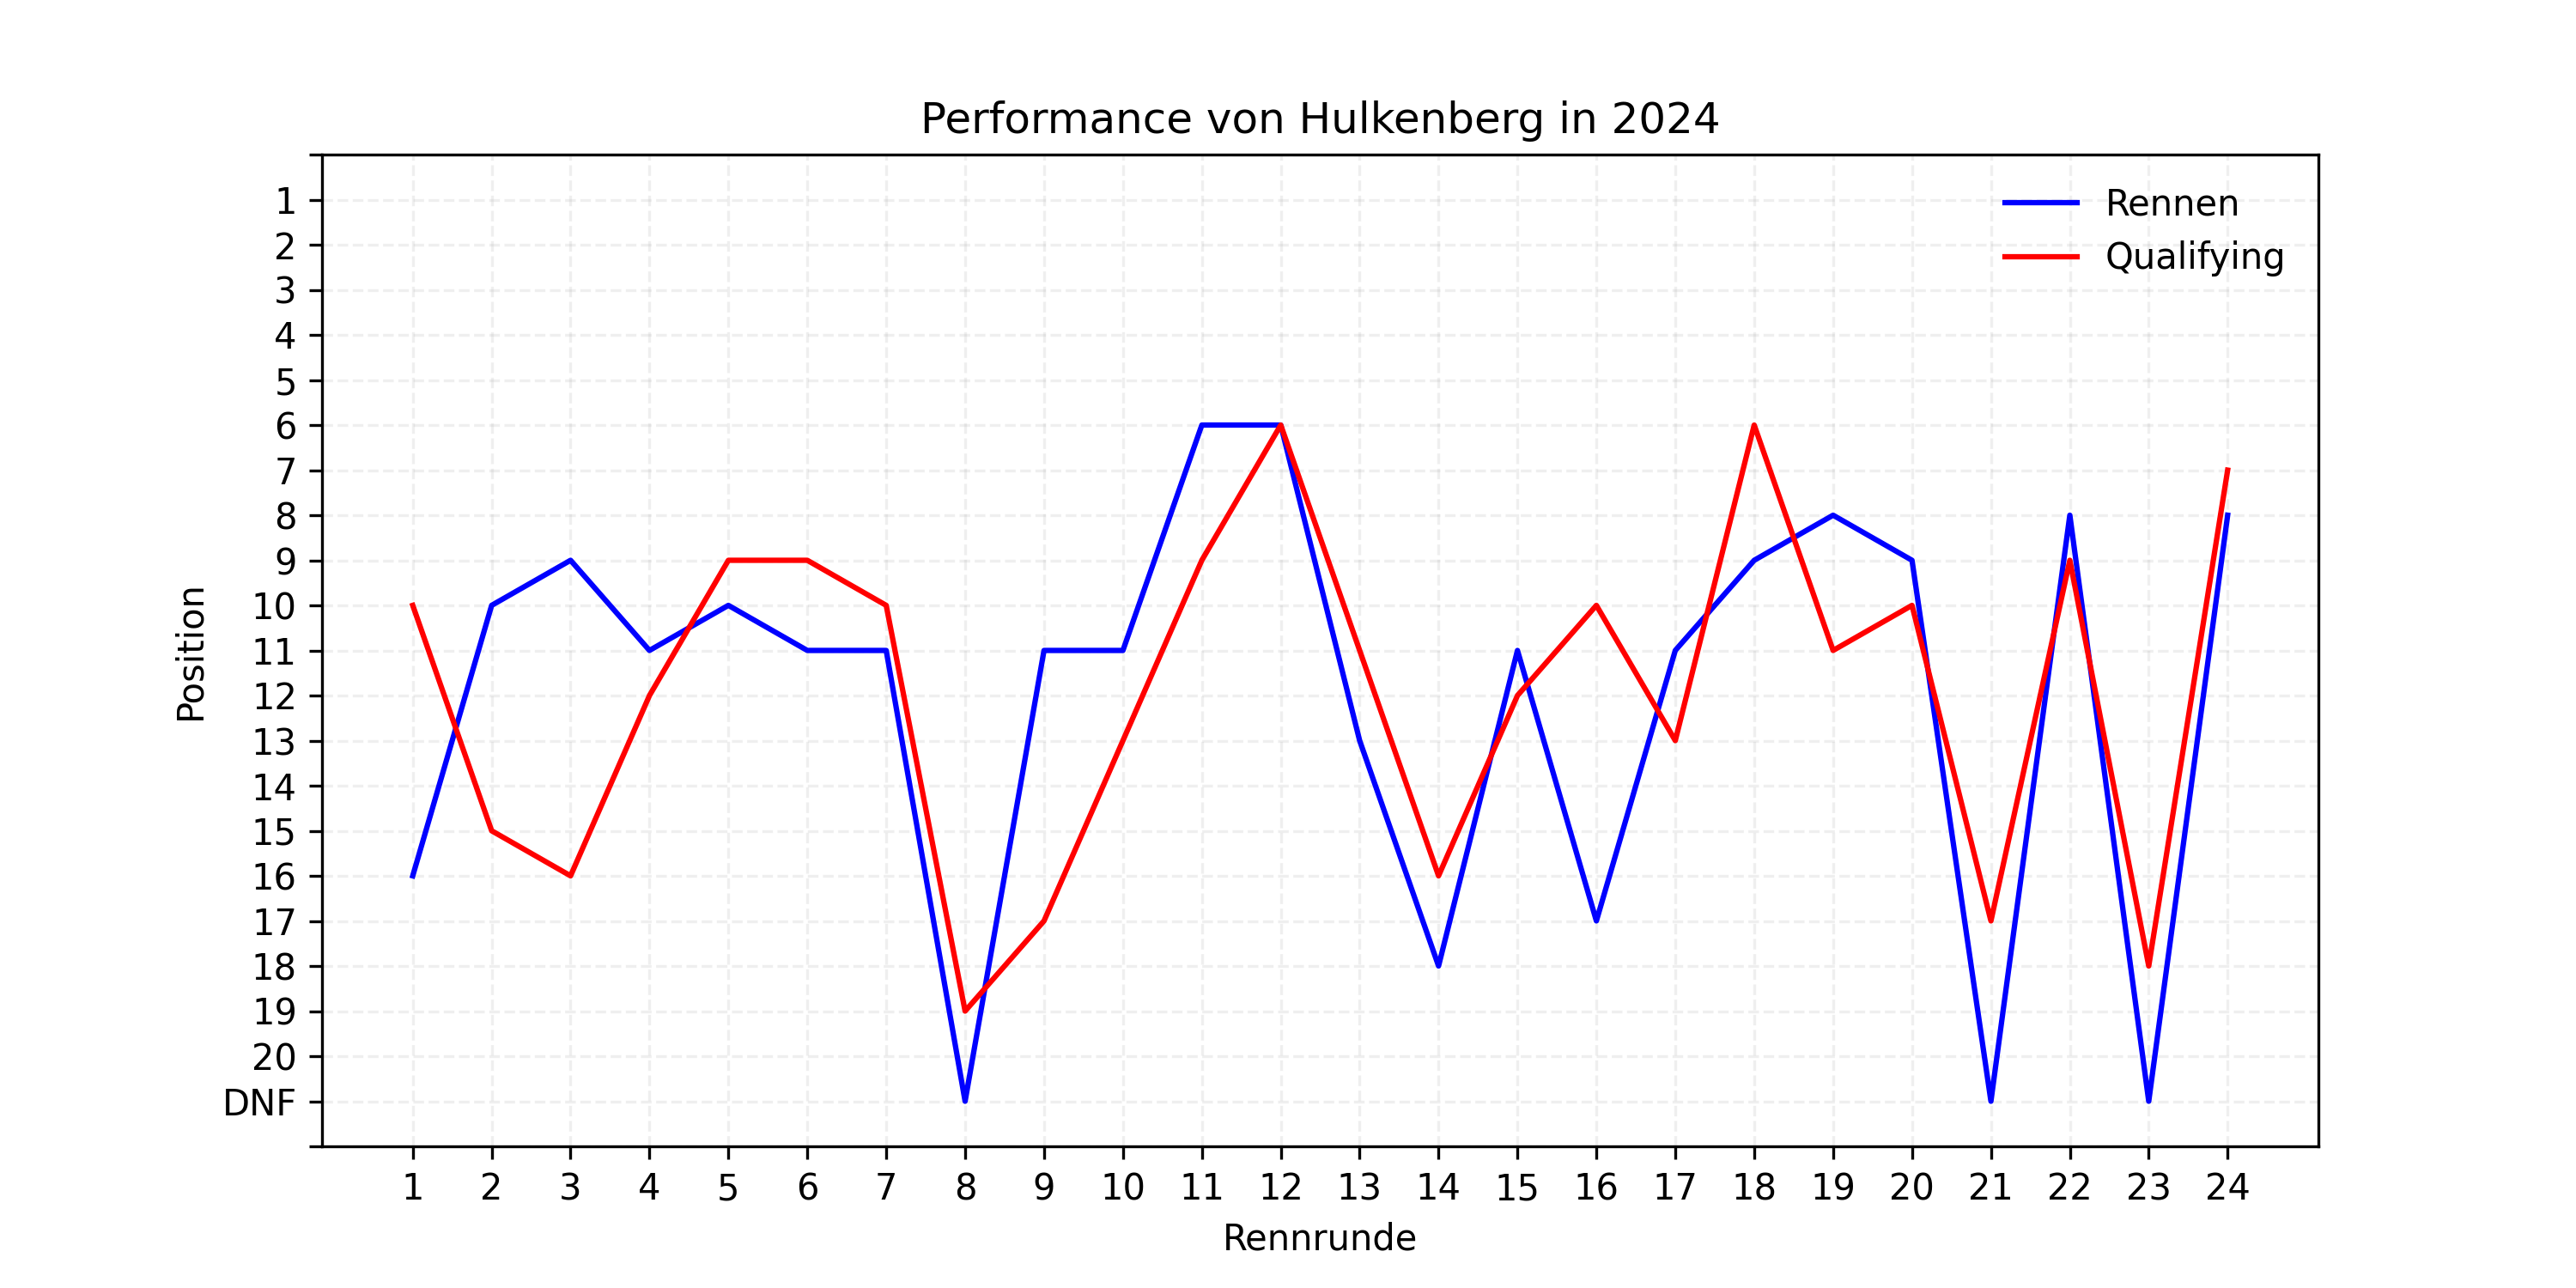 Performance von Hulkenberg in 2024
Rennen
Qualifying
Position
1
2
3
4
5
6
7
8
9
10
11
12
13
14
15
16
17
18
19
20
DNF
1 2 3 4 5 6 7 8 9 10 11 12 13 14 15 16 17 18 19 20 21 22 23 24
Rennrunde